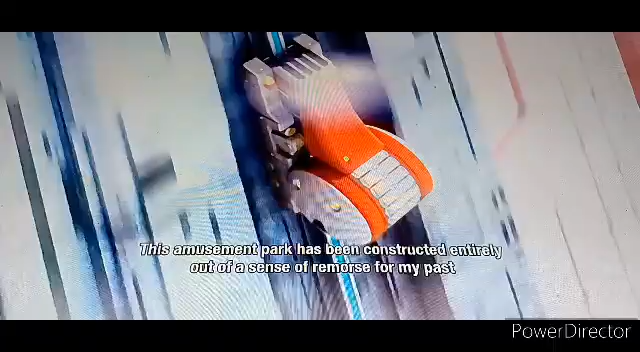 This amusement park has been constructed entirely
out of a sense of remorse for my past
PowerDirector